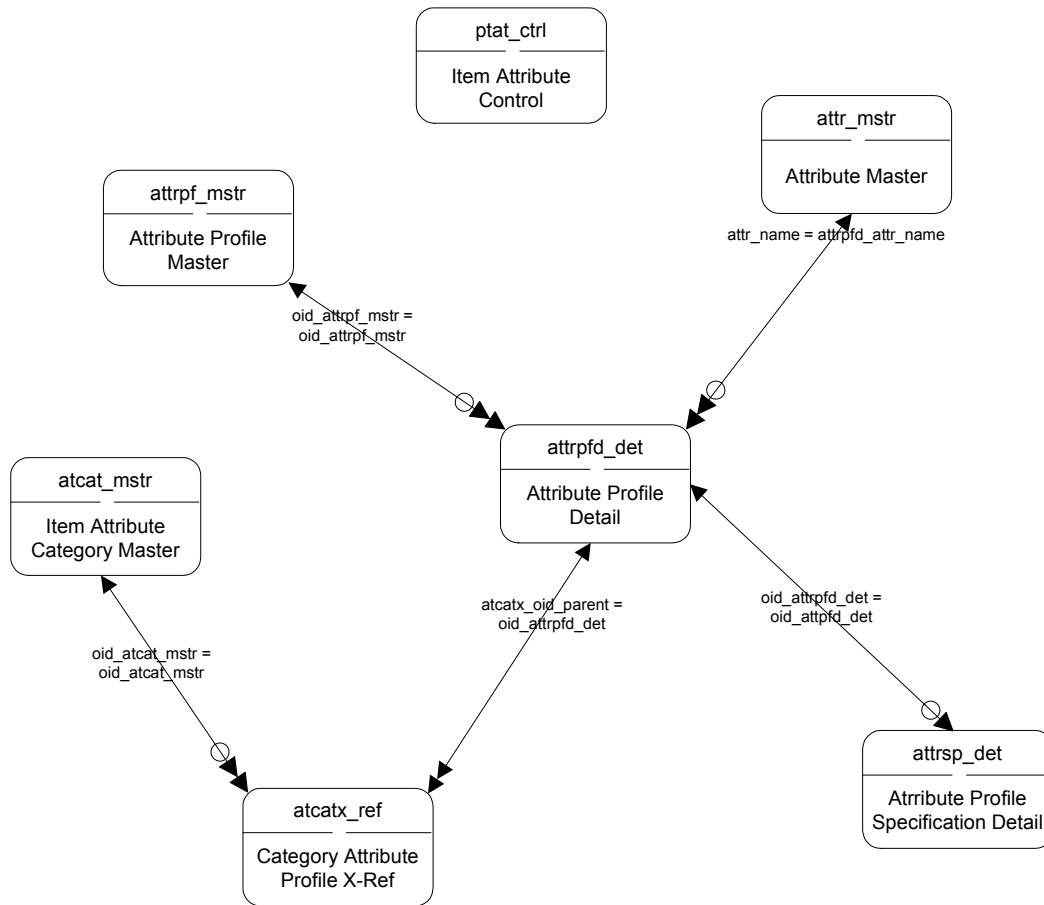 ptat_ctrl
Item Attribute
Control
attr_mstr
Attribute Master
attrpf_mstr
Attribute Profile
Master
attr_name = attrpfd_attr_name
oid_attrpf_mstr =
oid_attrpf_mstr
attrpfd_det
Attribute Profile
Detail
atcat_mstr
Item Attribute
Category Master
atcatx_oid_parent =
oid_attrpfd_det
oid_attrpfd_det =
oid_attpfd_det
oid_atcat_mstr =
oid_atcat_mstr
attrsp_det
Atrribute Profile
Specification Detail
atcatx_ref
Category Attribute
Profile X-Ref